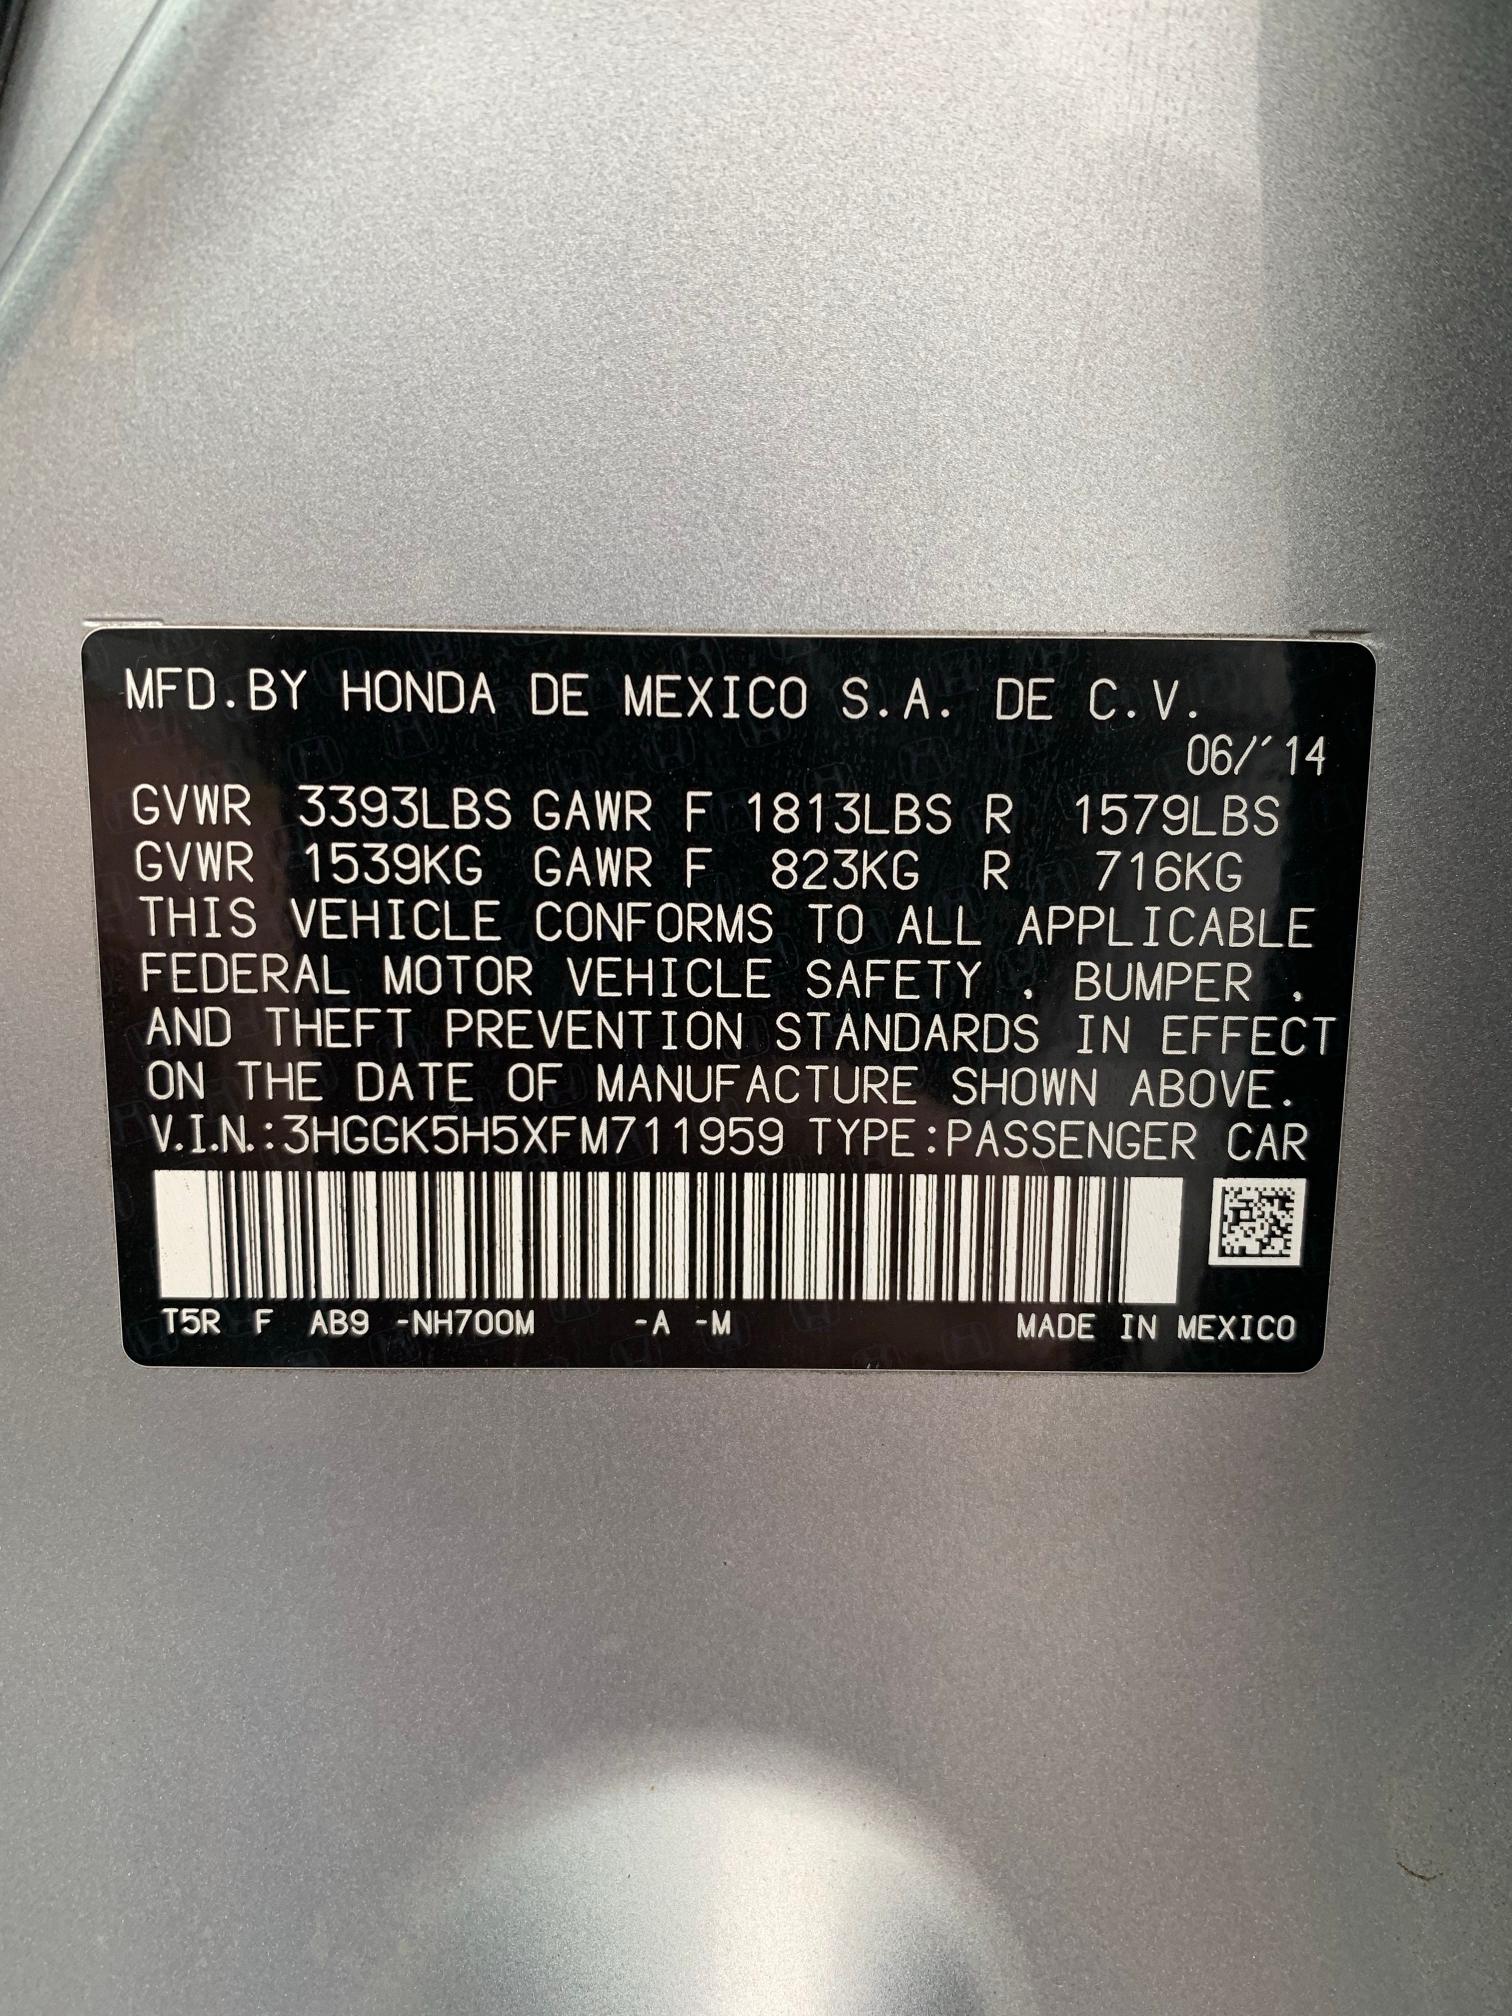 MFD.BY HONDA DE MEXICO S.A. DE C.V.
06/´14
GVWR 3393LBS GAWR F 1813LBS R 1579LBS
GVWR 1539KG GAWR F 823KG R 716KG
THIS VEHICLE CONFORMS TO ALL APPLICABLE
FEDERAL MOTOR VEHICLE SAFETY , BUMPER ,
AND THEFT PREVENTION STANDARDS IN EFFECT
ON THE DATE OF MANUFACTURE SHOWN ABOVE.
V.I.N.:3HGGK5H5XFM711959 TYPE:PASSENGER CAR
T5R F AB9 -NH700M -A -M MADE IN MEXICO